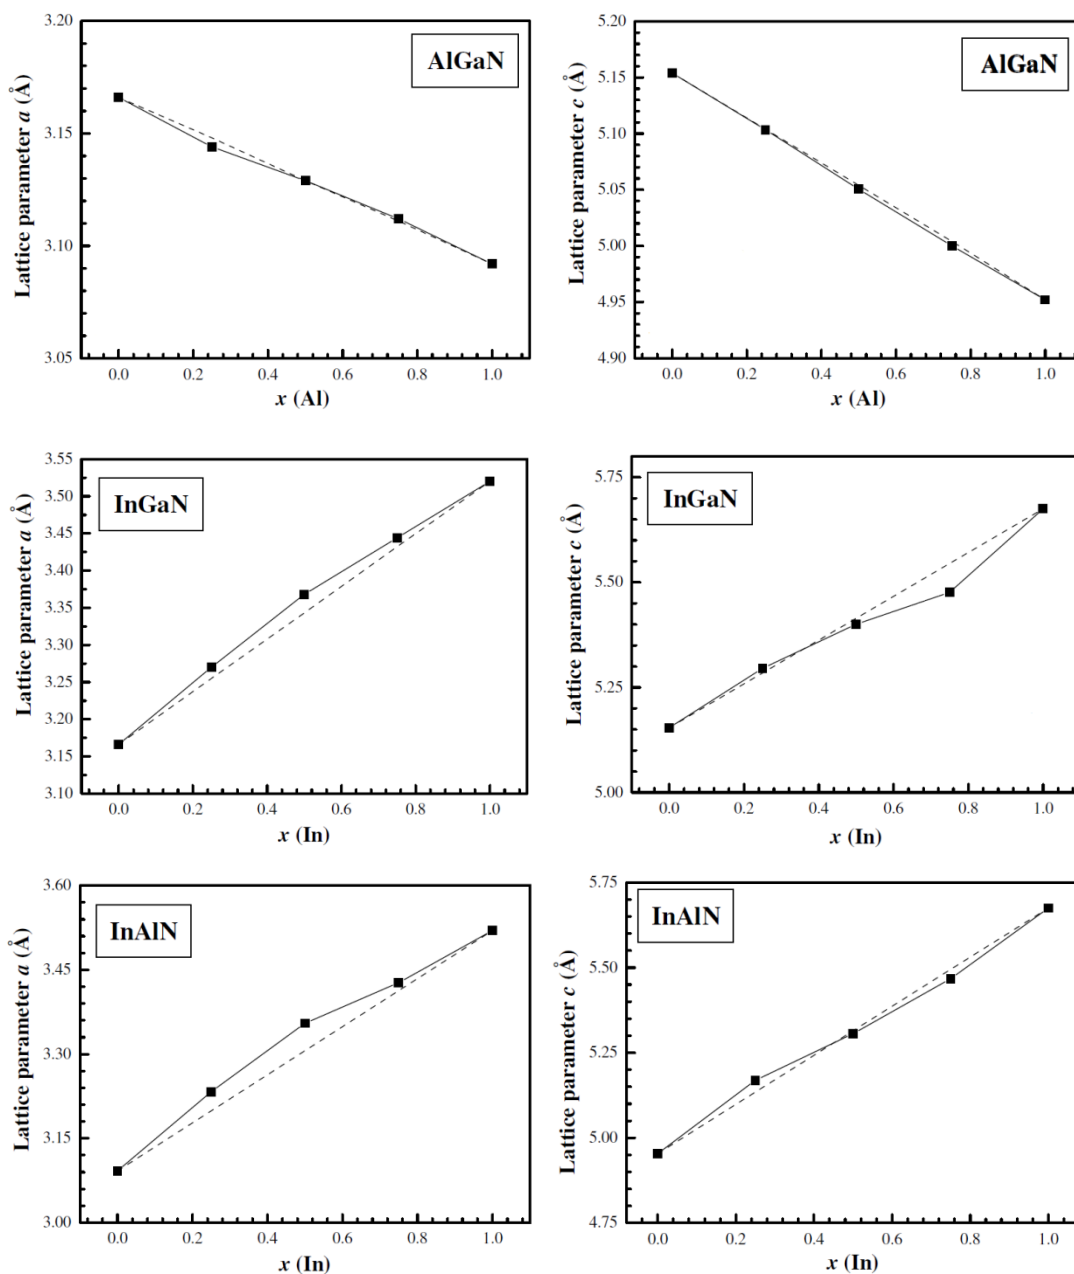 3.20
3.15
3.10
3.05
0.0 0.2 0.4 0.6 0.8 1.0
Lattice parameter a (Å)
x (Al)
AlGaN
5.20
5.15
5.10
5.05
5.00
4.95
4.90
0.0 0.2 0.4 0.6 0.8 1.0
Lattice parameter c (Å)
x (Al)
AlGaN
3.55
3.50
3.45
3.40
3.35
3.30
3.25
3.20
3.15
3.10
0.0 0.2 0.4 0.6 0.8 1.0
Lattice parameter a (Å)
x (In)
InGaN
5.75
5.50
5.25
5.00
0.0 0.2 0.4 0.6 0.8 1.0
Lattice parameter c (Å)
x (In)
InGaN
3.60
3.45
3.30
3.15
3.00
0.0 0.2 0.4 0.6 0.8 1.0
Lattice parameter a (Å)
x (In)
InAlN
5.75
5.50
5.25
5.00
4.75
0.0 0.2 0.4 0.6 0.8 1.0
Lattice parameter c (Å)
x (In)
InAlN